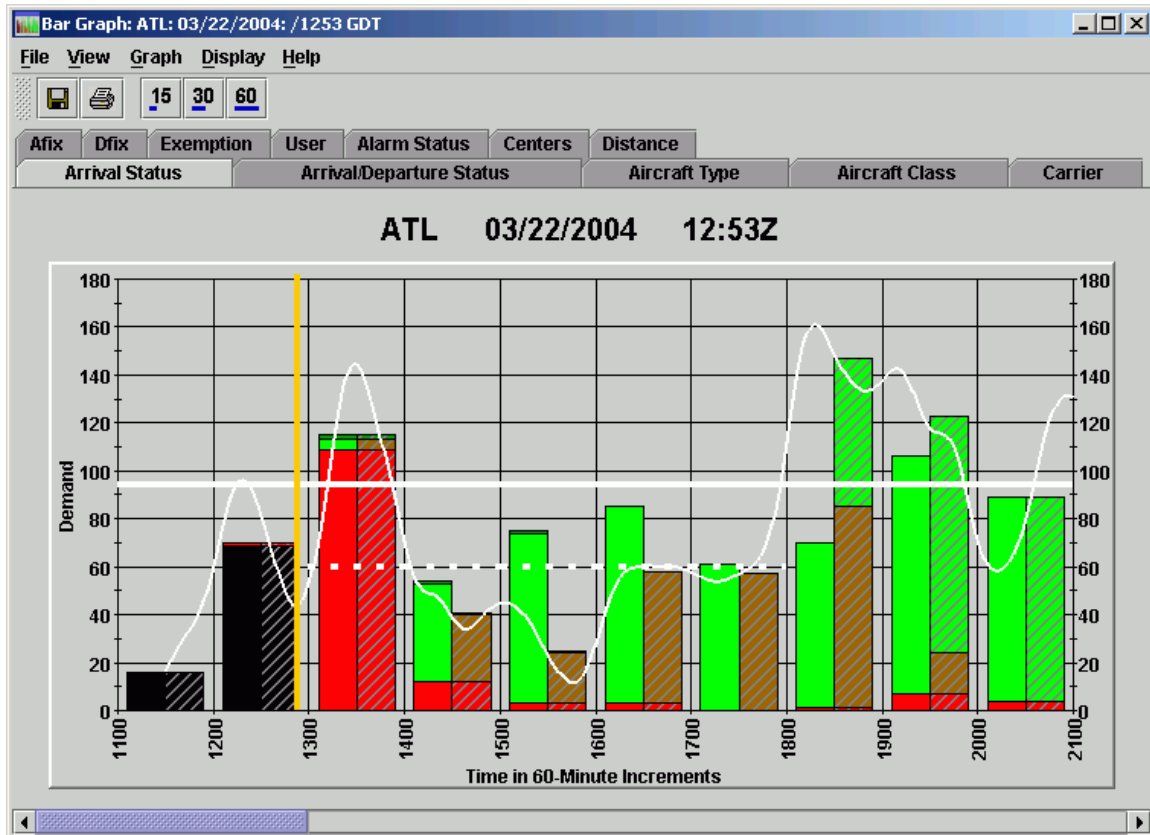 Bar Graph: ATL: 03/22/2004: /1253 GDT
File View Graph Display Help
15 30 60
Afix Dfix Exemption User Alarm Status Centers Distance
Arrival Status Arrival/Departure Status Aircraft Type Aircraft Class Carrier
ATL 03/22/2004 12:53Z
180 180
160 160
140 140
120 120
100 100
80 80
60 60
40 40
20 20
0 0
Demand
1100 1200 1300 1400 1500 1600 1700 1800 1900 2000 2100
Time in 60-Minute Increments